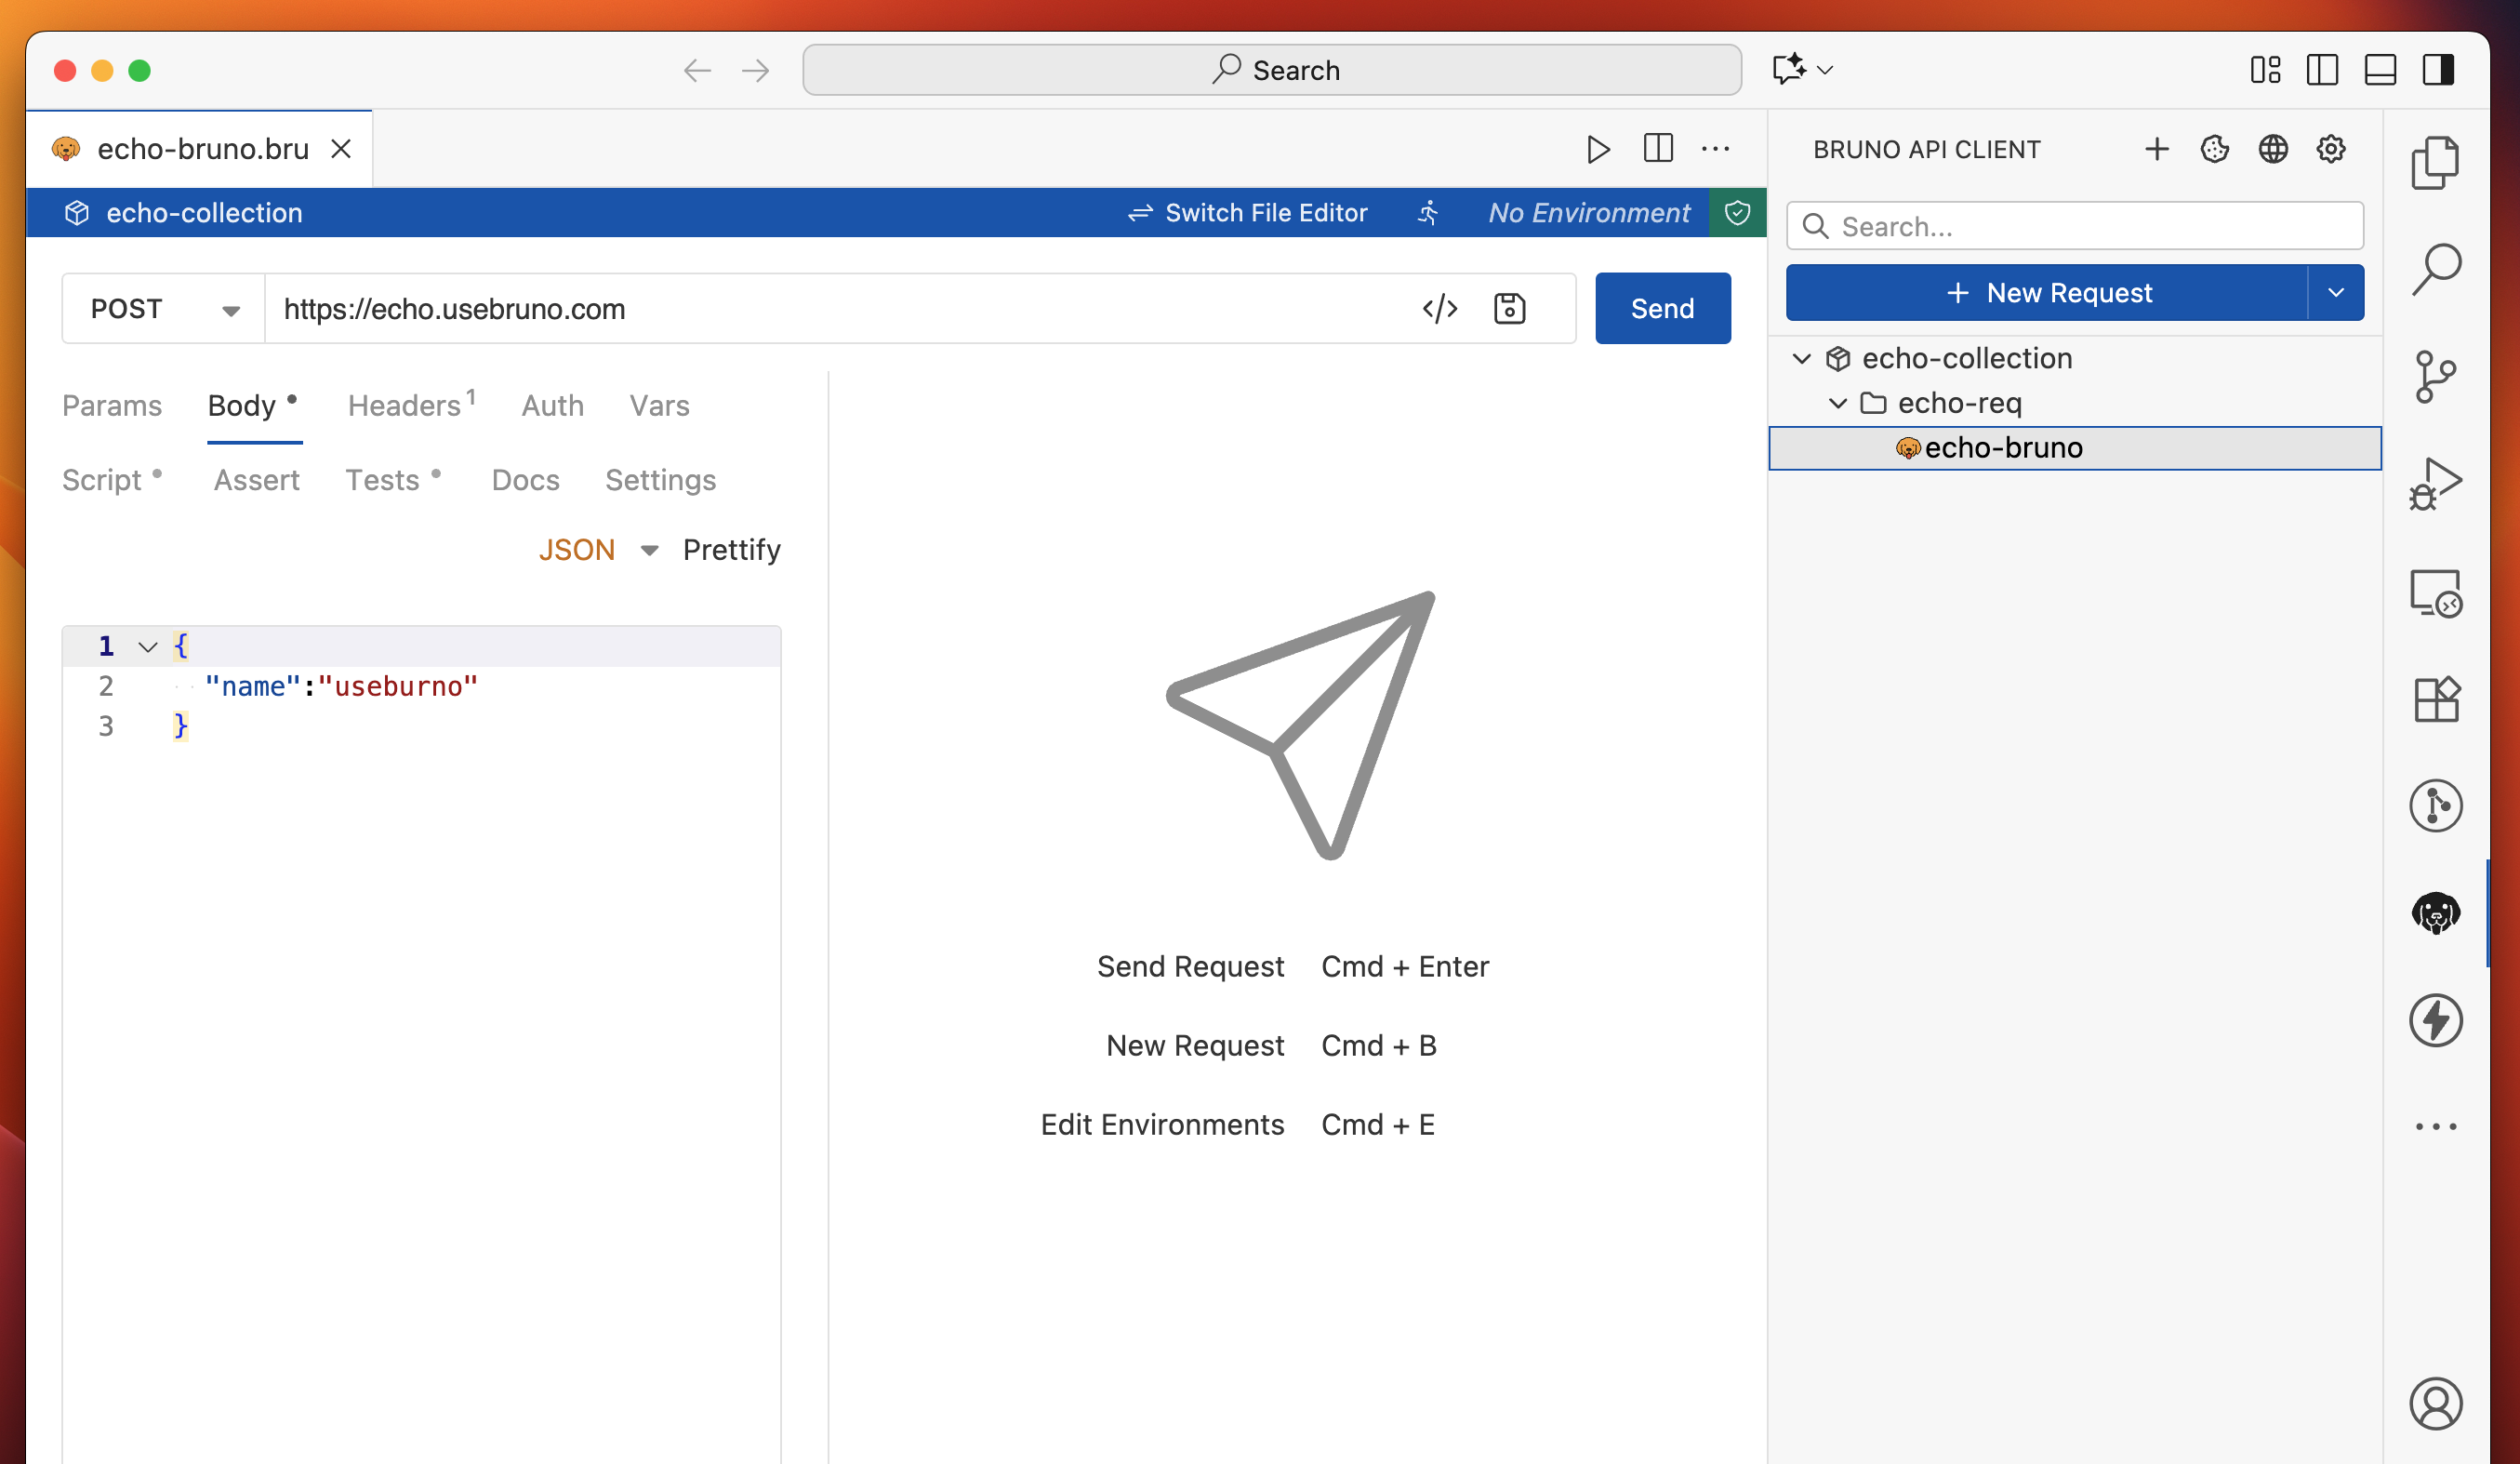 Search
echo-bruno.bru
BRUNO API CLIENT
echo-collection
Switch File Editor
No Environment
Search...
POST
https://echo.usebruno.com
Send
New Request
echo-collection
echo-req
echo-bruno
Params
Body
Headers 1
Auth
Vars
Script
Assert
Tests
Docs
Settings
JSON
Prettify
1 {
2 "name":"useburno"
3 }
Send Request Cmd + Enter
New Request Cmd + B
Edit Environments Cmd + E